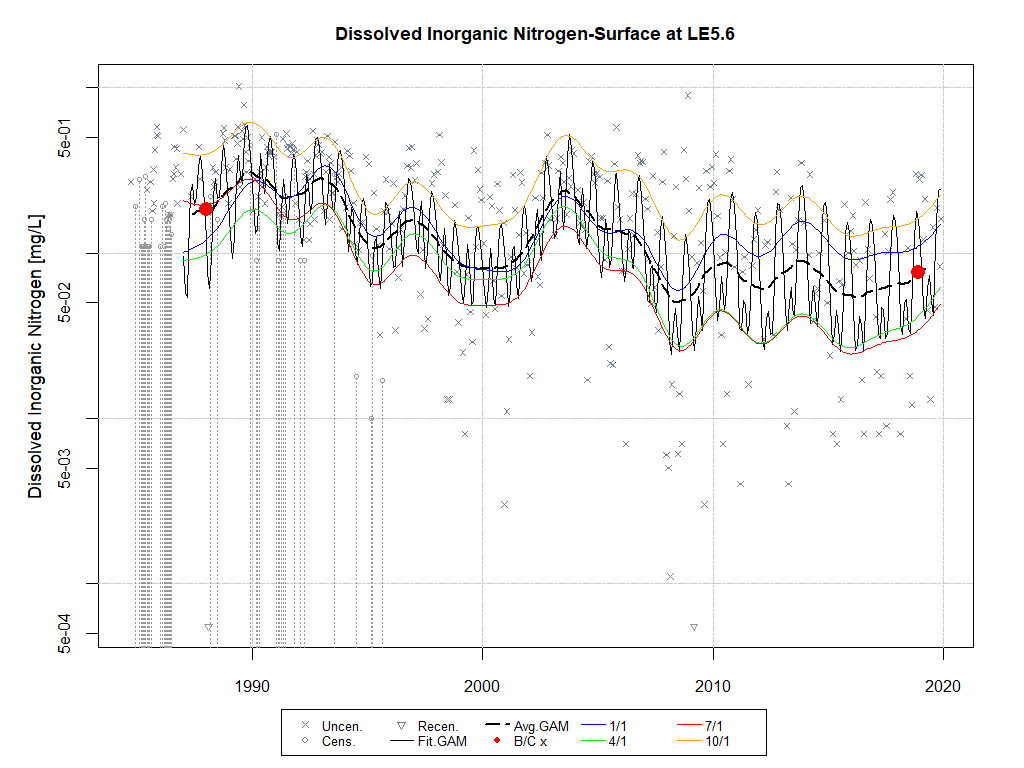 Dissolved Inorganic Nitrogen-Surface at LE5.6
Dissolved Inorganic Nitrogen [mg/L]
5e-01
5e-02
5e-03
5e-04
1990 2000 2010 2020
Uncen. Recen. Avg.GAM 1/1 7/1
Cens. Fit.GAM B/C x 4/1 10/1